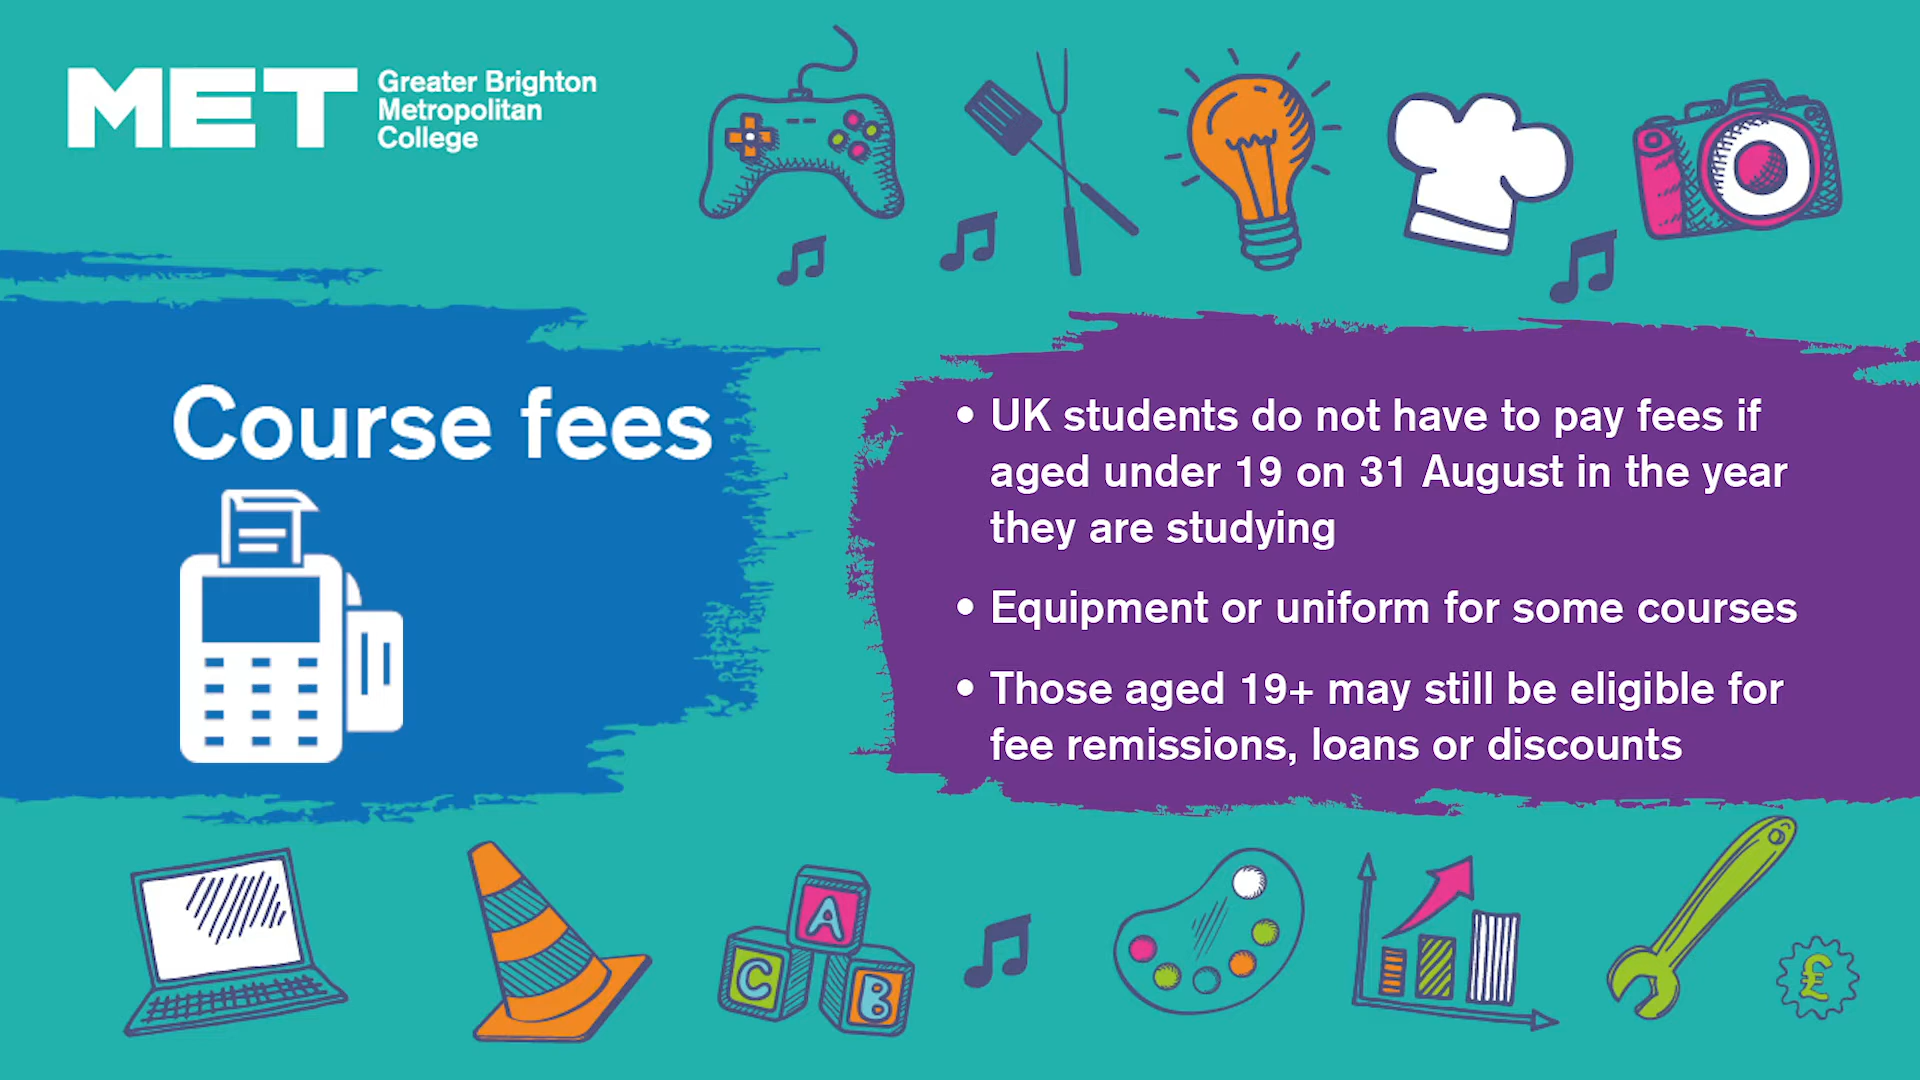 MET
Greater Brighton
Metropolitan
College
Course fees
• UK students do not have to pay fees if
aged under 19 on 31 August in the year
they are studying
• Equipment or uniform for some courses
• Those aged 19+ may still be eligible for
fee remissions, loans or discounts
A
C
B
£